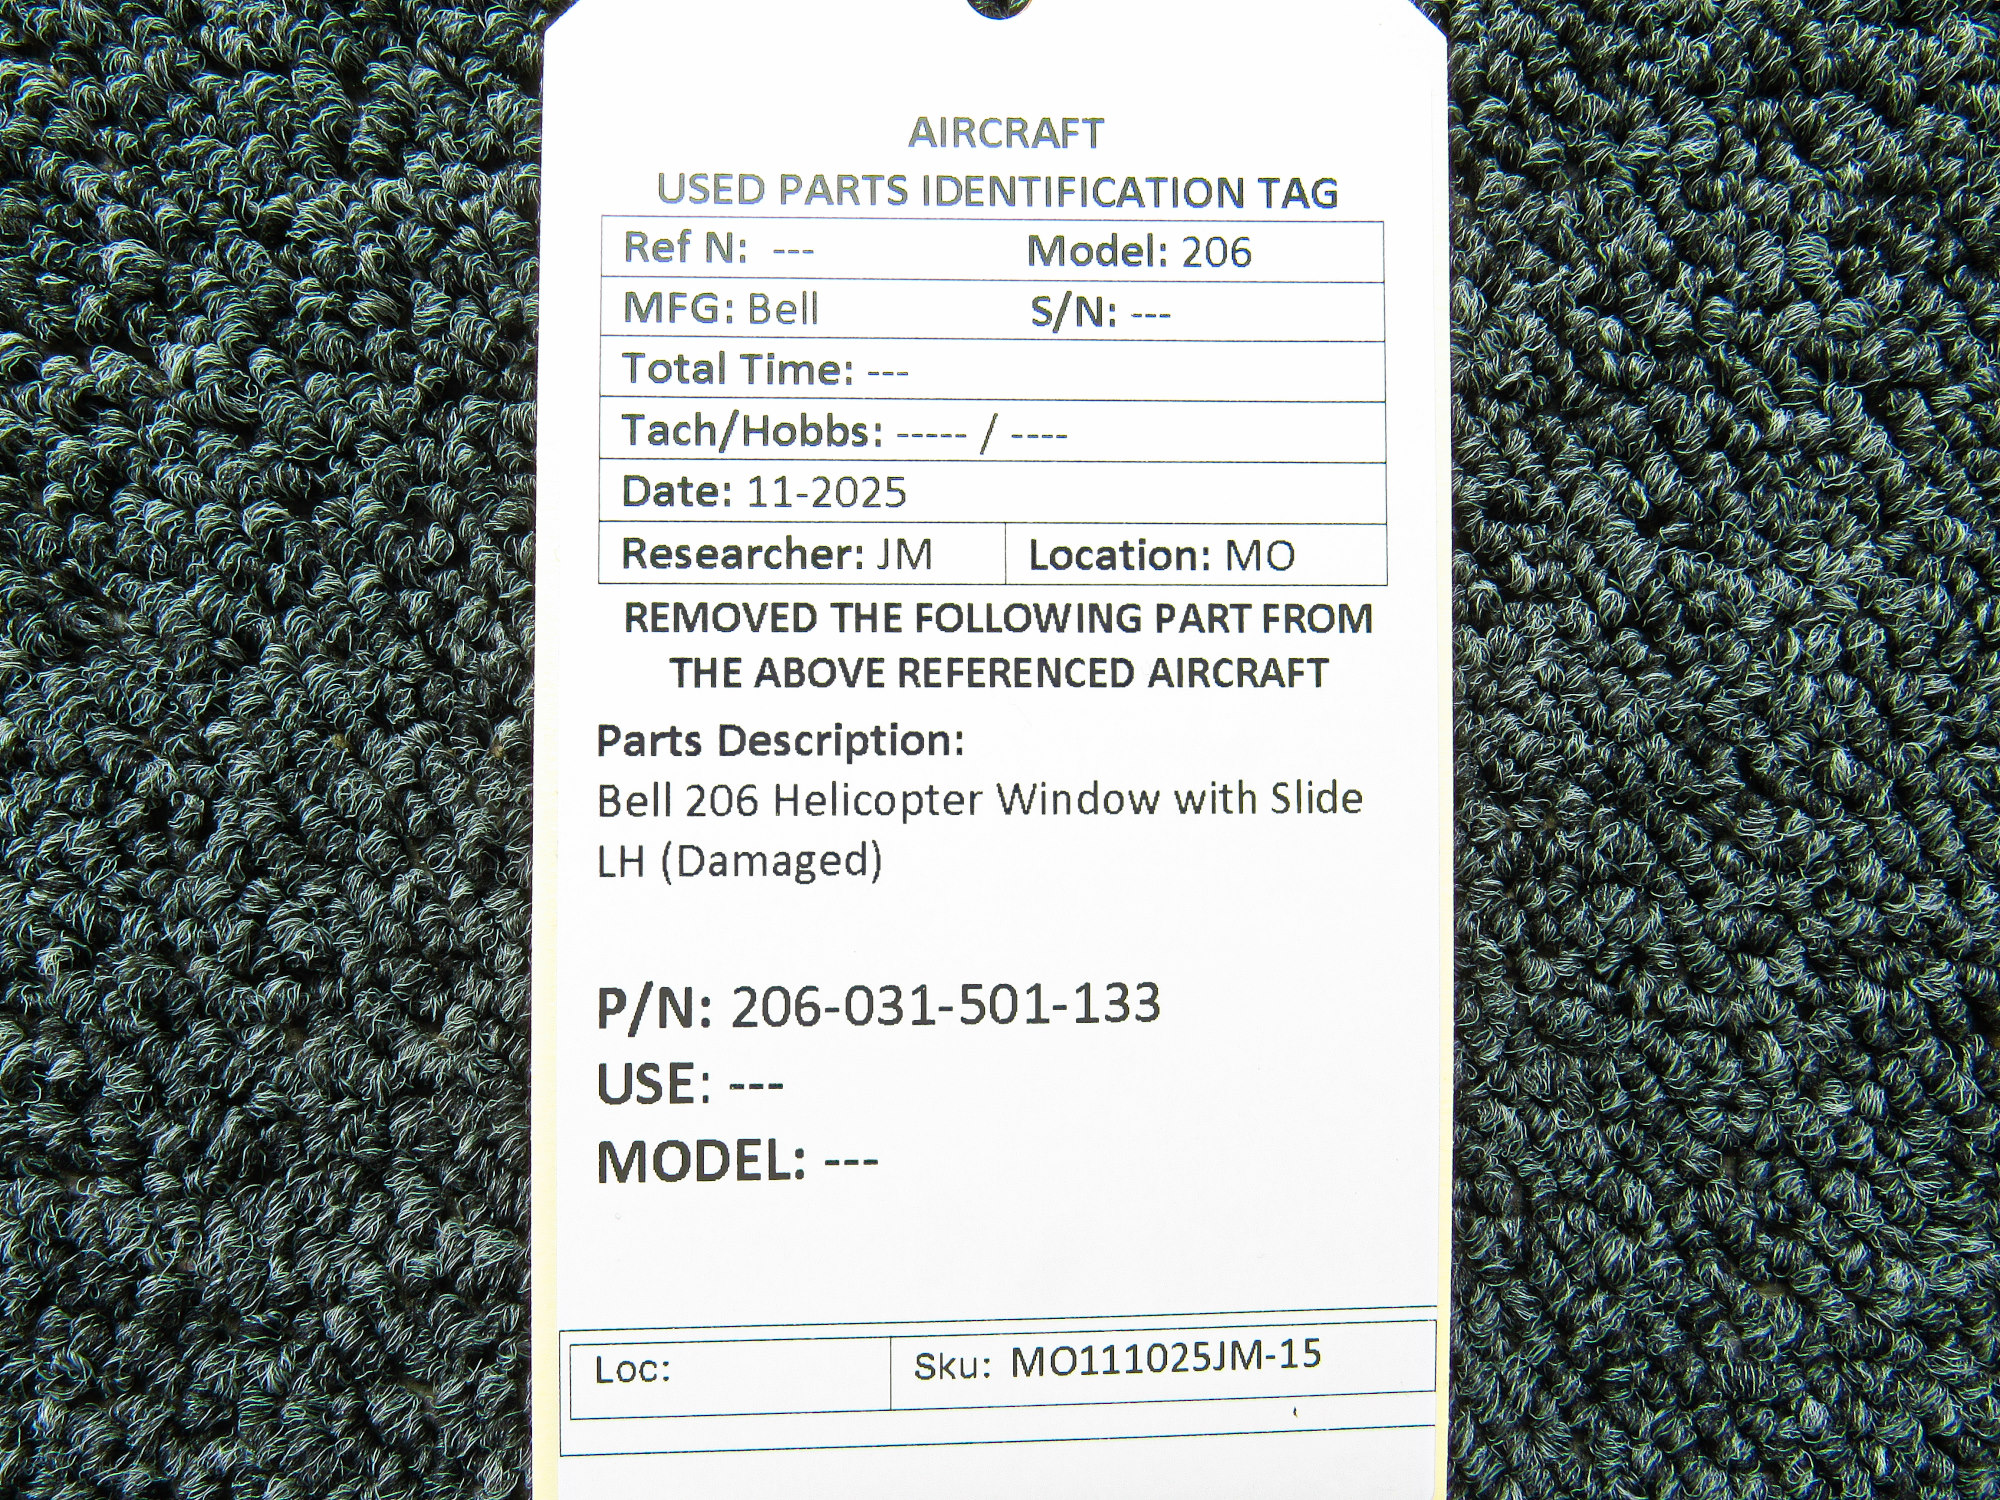 AIRCRAFT
USED PARTS IDENTIFICATION TAG
Ref N: --- Model: 206
MFG: Bell S/N: ---
Total Time: ---
Tach/Hobbs: ----- / ----
Date: 11-2025
Researcher: JM Location: MO
REMOVED THE FOLLOWING PART FROM
THE ABOVE REFERENCED AIRCRAFT
Parts Description:
Bell 206 Helicopter Window with Slide
LH (Damaged)
P/N: 206-031-501-133
USE: ---
MODEL: ---
Loc: Sku: MO111025JM-15